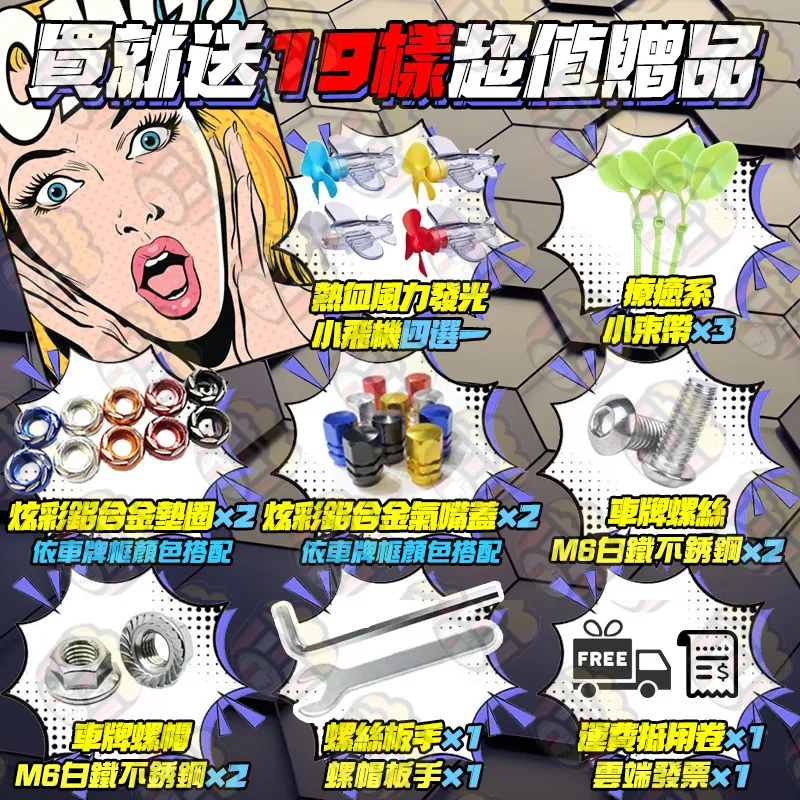 買就送19樣超值贈品
熱血風力發光
小飛機四選一
療癒系
小束帶×3
炫彩鋁合金墊圈×2
依車牌框顏色搭配
炫彩鋁合金氣嘴蓋×2
依車牌框顏色搭配
車牌螺絲
M6白鐵不銹鋼×2
車牌螺帽
M6白鐵不銹鋼×2
螺絲板手×1
螺帽板手×1
FREE
$
運費抵用卷×1
雲端發票×1